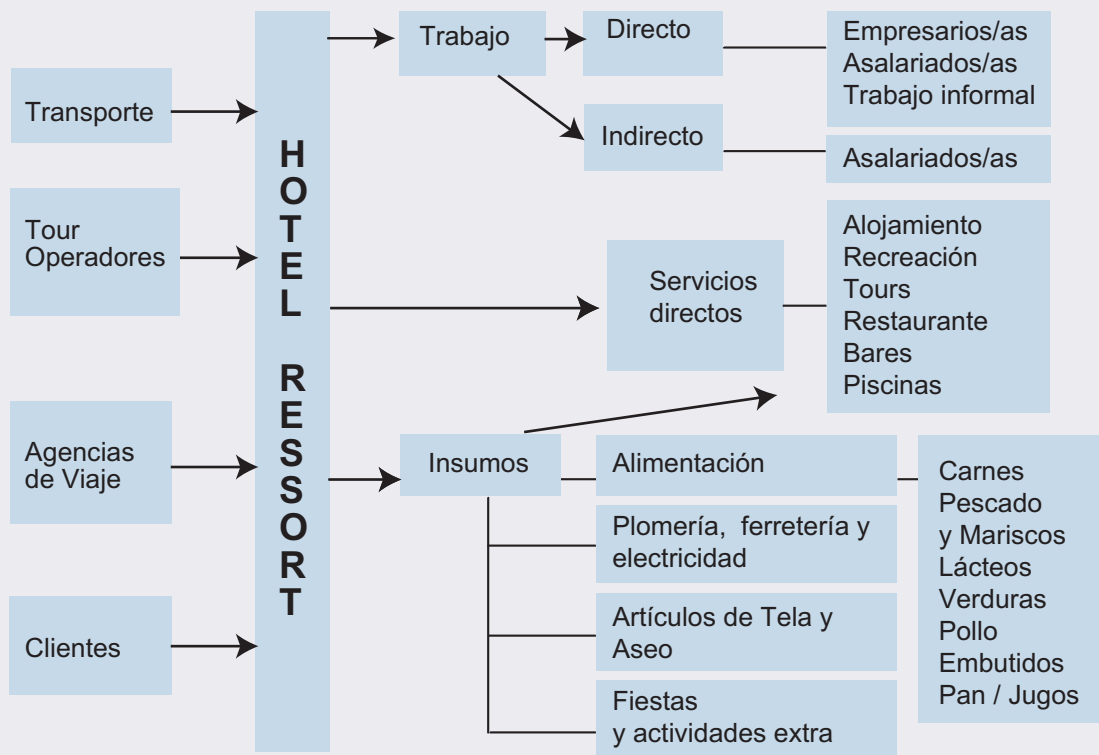 Transporte
Tour
Operadores
Agencias
de Viaje
Clientes
HOTEL RESSORT
Trabajo
Directo
Empresarios/as
Asalariados/as
Trabajo informal
Indirecto
Asalariados/as
Servicios
directos
Alojamiento
Recreación
Tours
Restaurante
Bares
Piscinas
Insumos
Alimentación
Plomería, ferretería y
electricidad
Artículos de Tela y
Aseo
Fiestas
y actividades extra
Carnes
Pescado
y Mariscos
Lácteos
Verduras
Pollo
Embutidos
Pan / Jugos